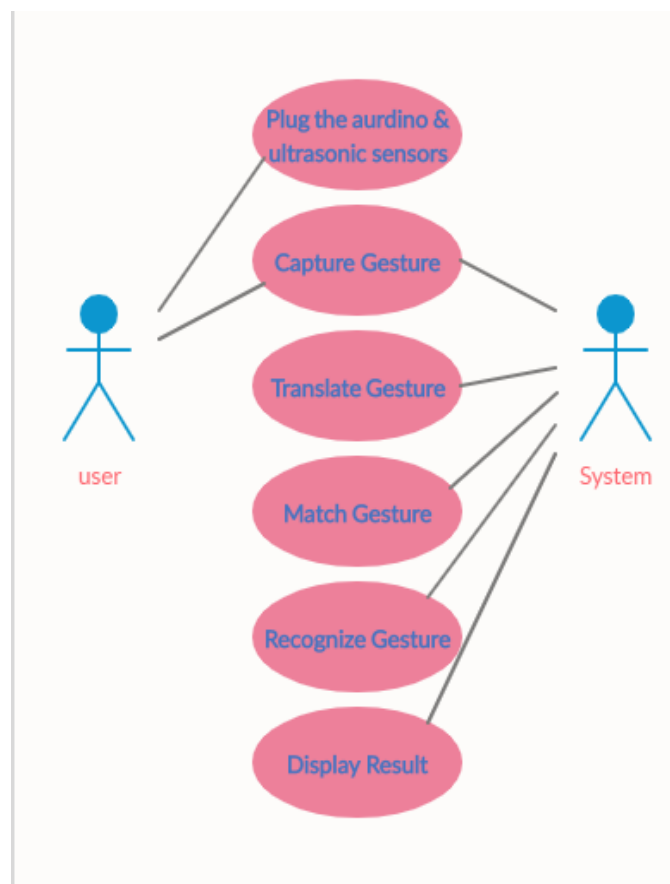 Plug the aurdino &
ultrasonic sensors
Capture Gesture
Translate Gesture
user
System
Match Gesture
Recognize Gesture
Display Result